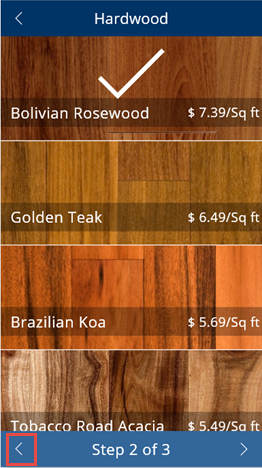 Hardwood
Bolivian Rosewood $ 7.39/Sq ft
Golden Teak $ 6.49/Sq ft
Brazilian Koa $ 5.69/Sq ft
Tobacco Road Acacia $ 5.49/Sq ft
Step 2 of 3